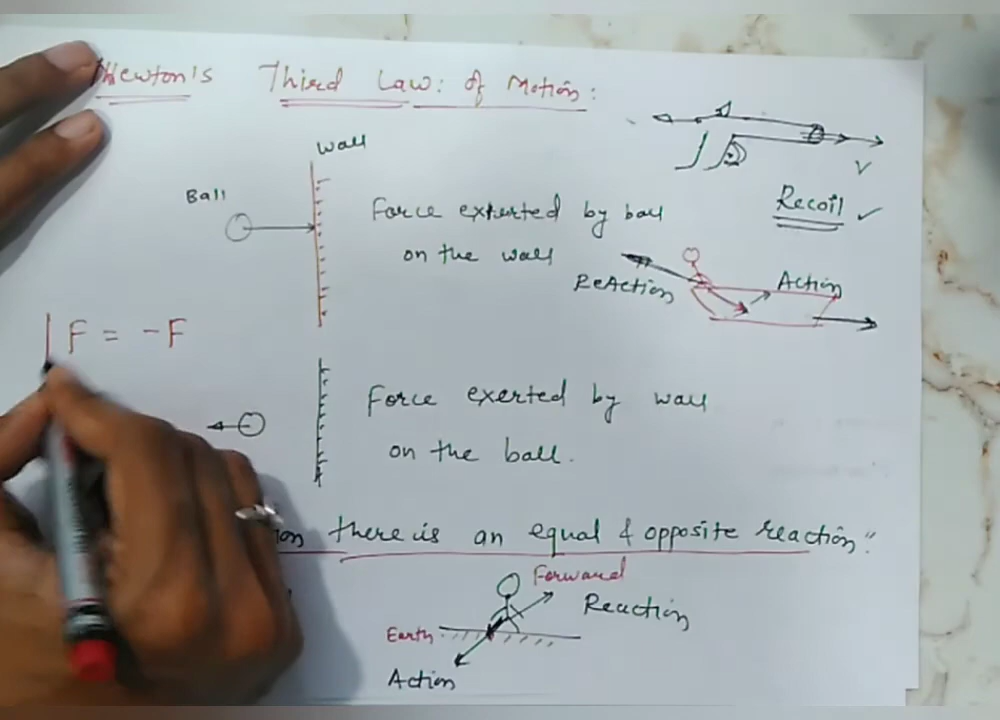 Newton's Third Law: of Motion:
wall
Ball
Force exherted by ball
on the wall
V
Recoil ✓
ReAction
Action
F = -F
Force exerted by wall
on the ball.
there is an equal & opposite reaction"
Forward
Reaction
Earth
Action